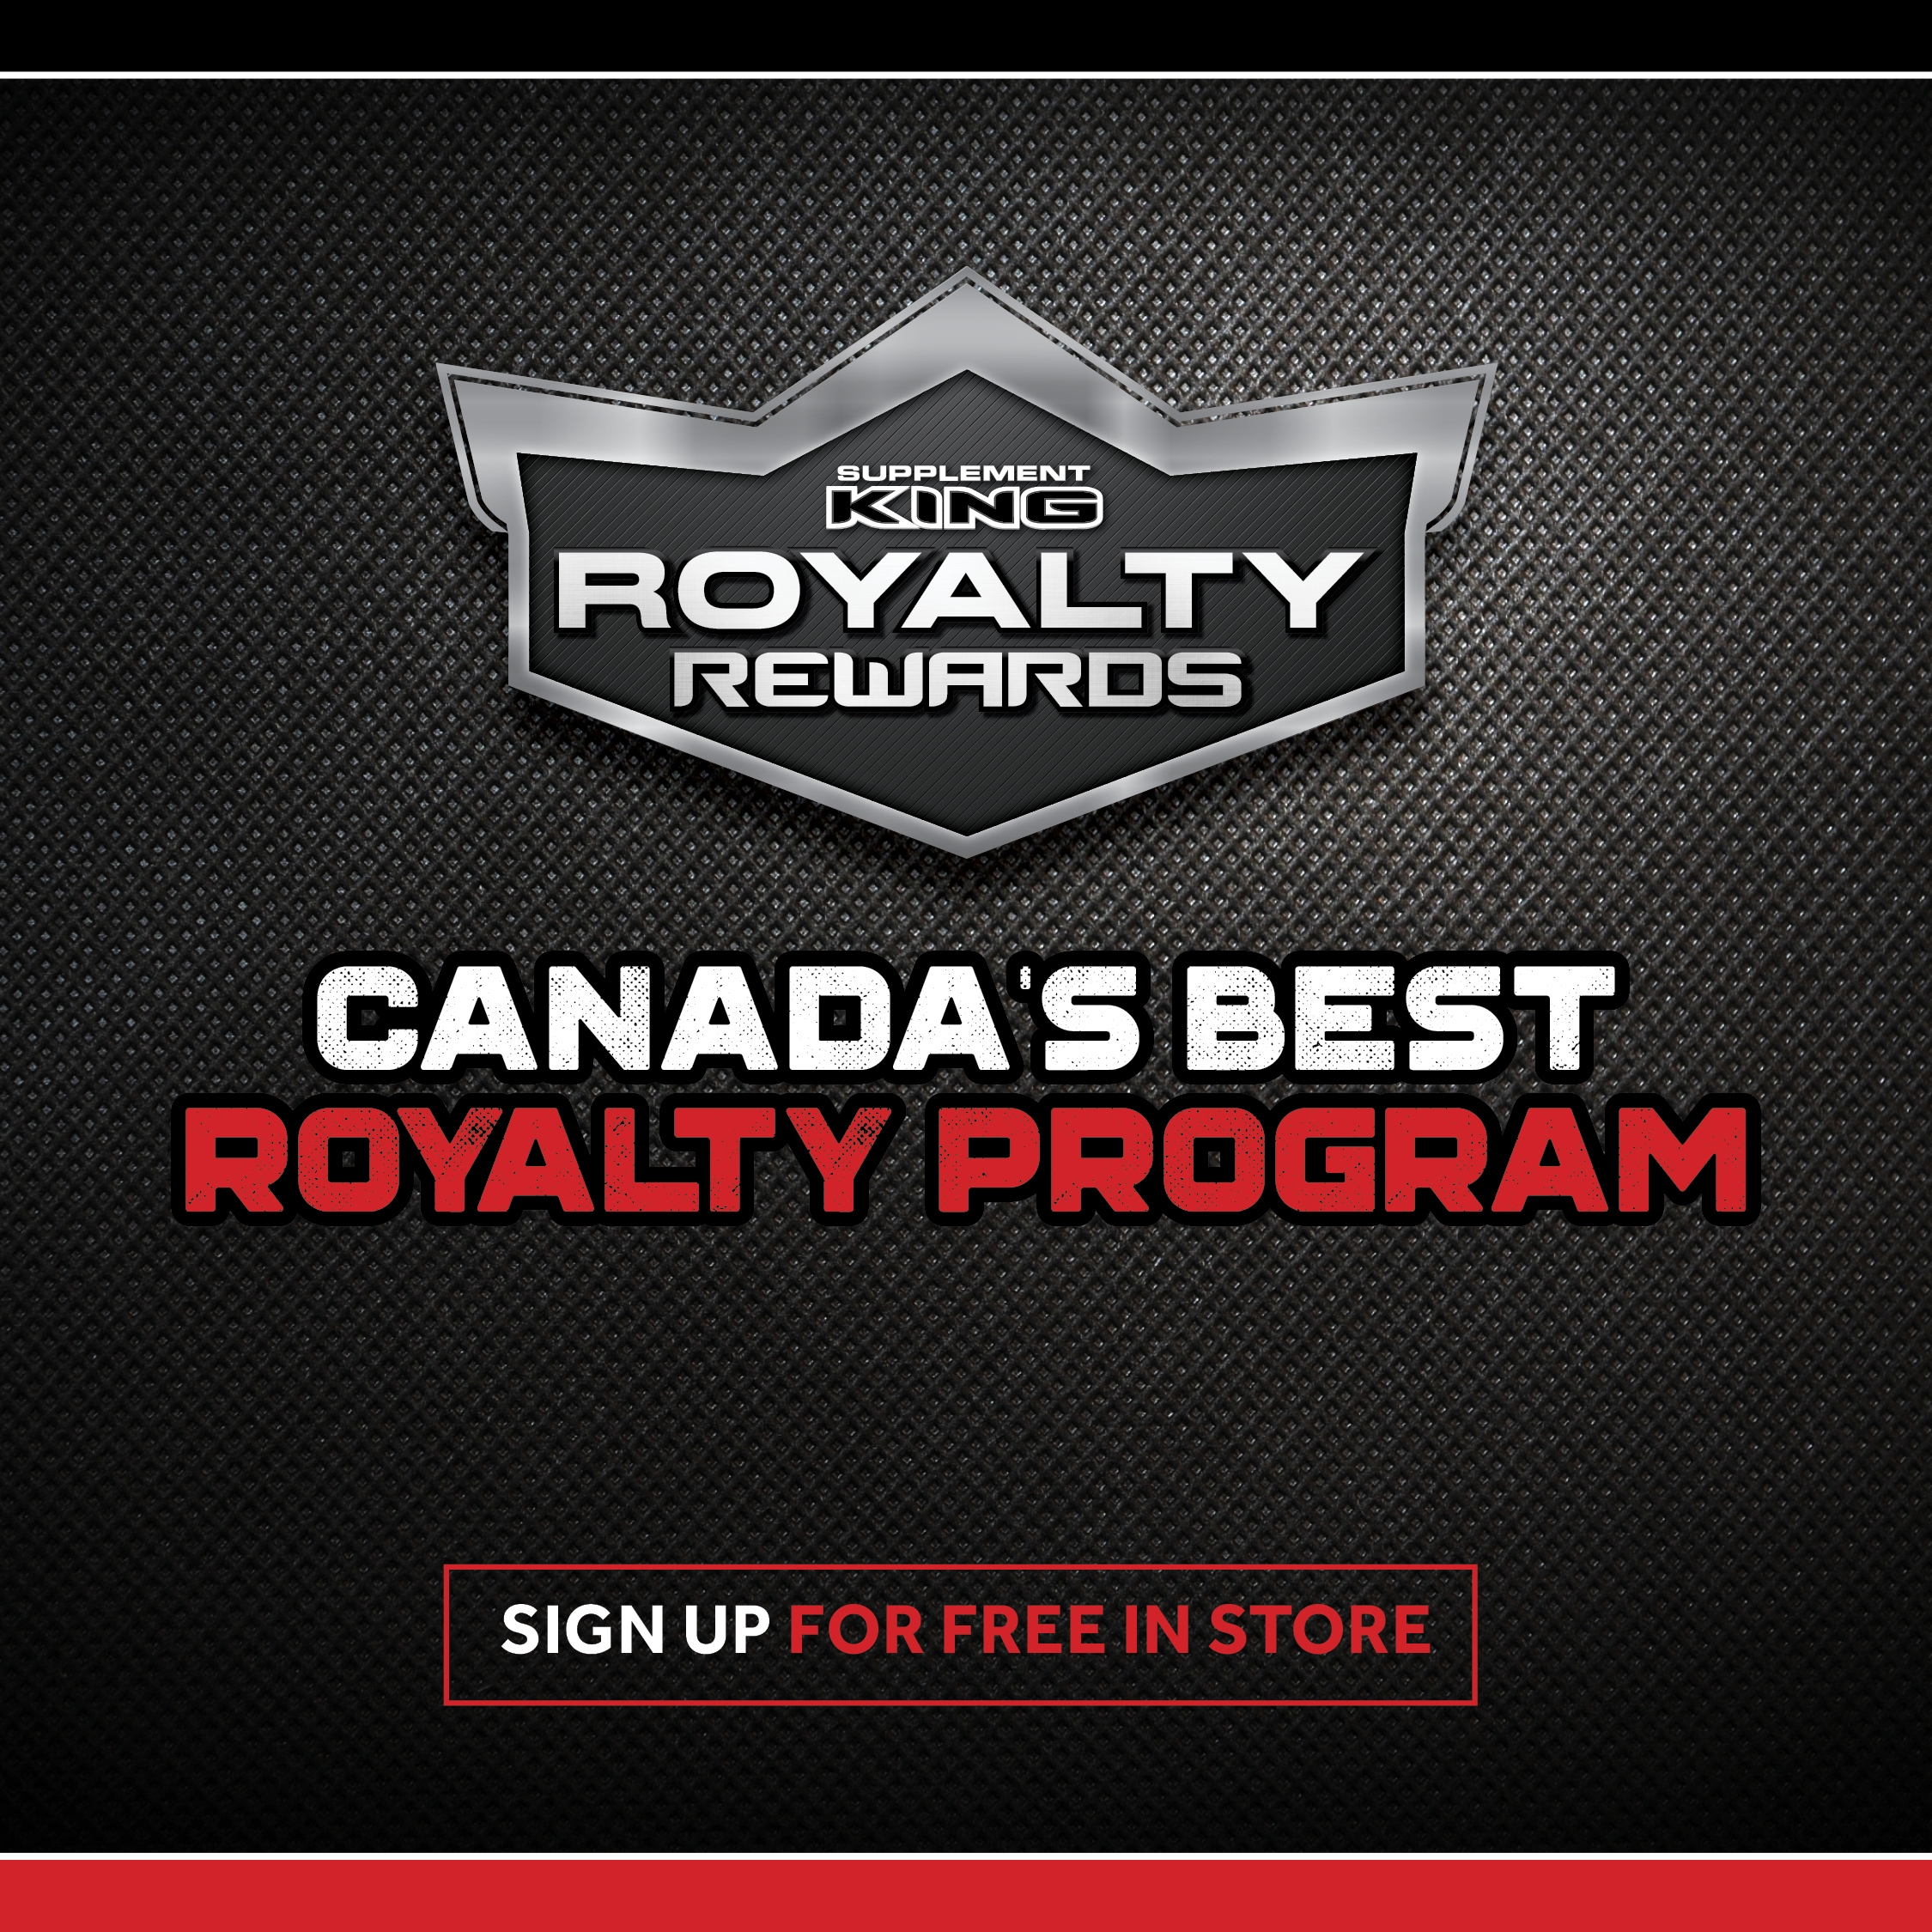 SUPPLEMENT
KING
ROYALTY
REWARDS
CANADA'S BEST
ROYALTY PROGRAM
SIGN UP FOR FREE IN STORE